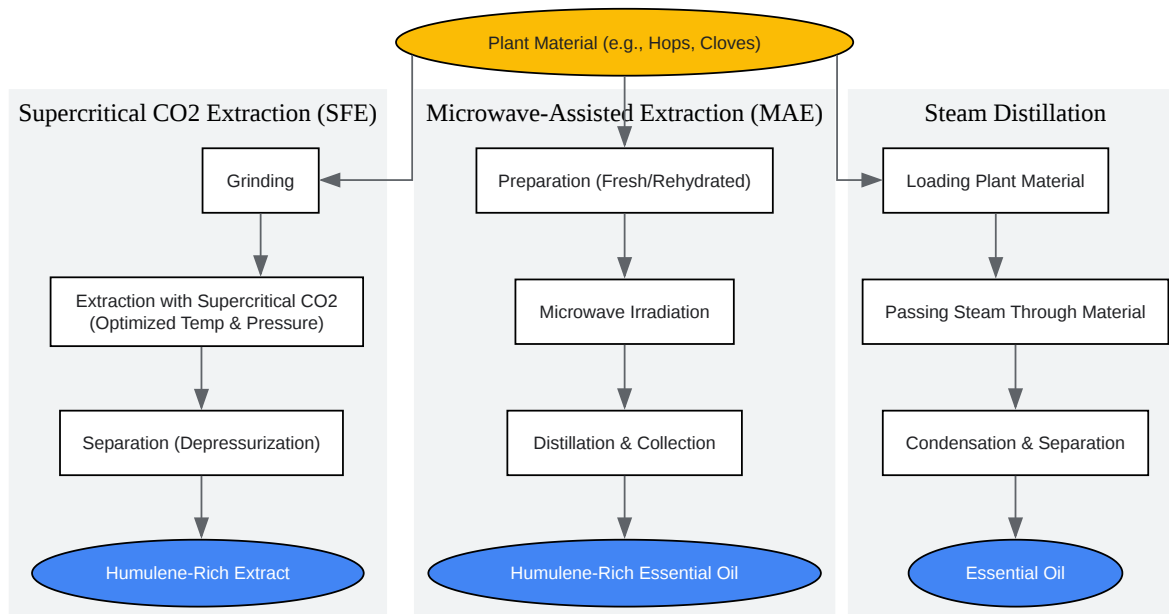 Plant Material (e.g., Hops, Cloves)
Supercritical CO2 Extraction (SFE)
Grinding
Extraction with Supercritical CO2
(Optimized Temp & Pressure)
Separation (Depressurization)
Humulene-Rich Extract
Microwave-Assisted Extraction (MAE)
Preparation (Fresh/Rehydrated)
Microwave Irradiation
Distillation & Collection
Humulene-Rich Essential Oil
Steam Distillation
Loading Plant Material
Passing Steam Through Material
Condensation & Separation
Essential Oil